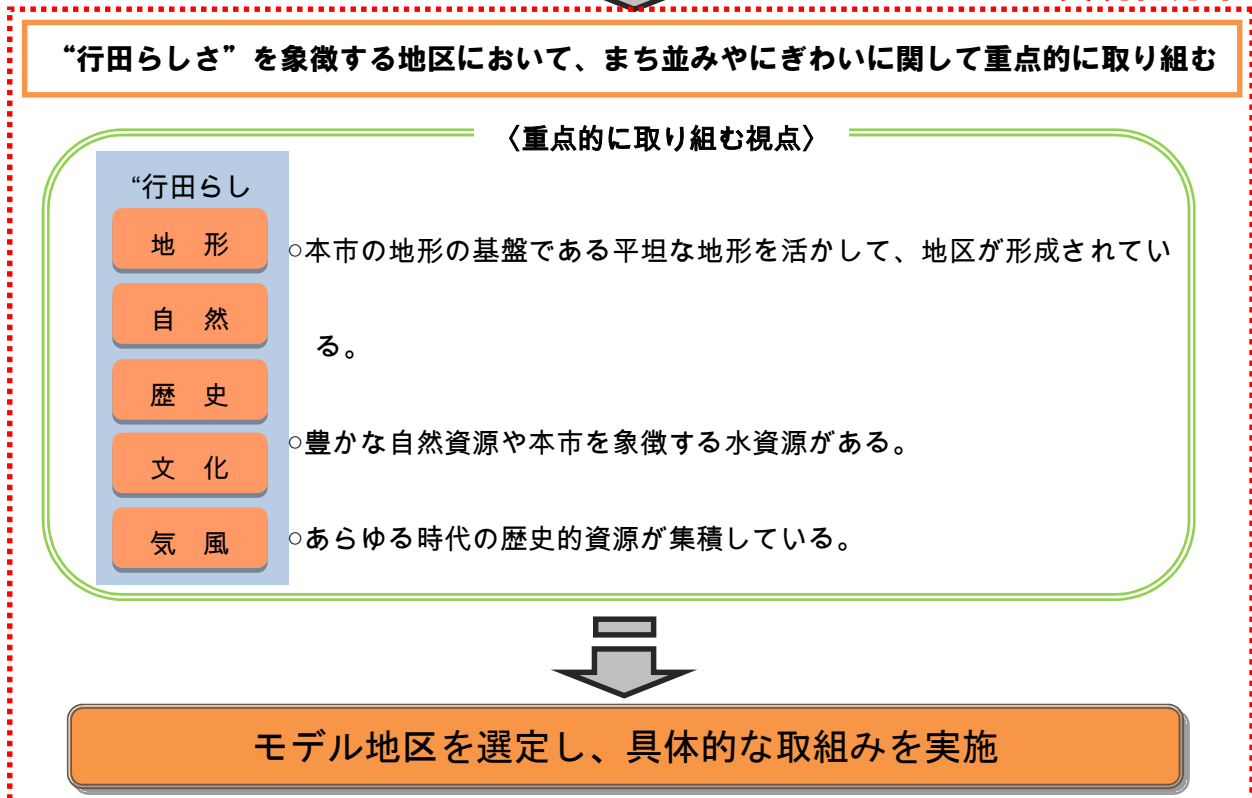 “行田らしさ”を象徴する地区において、まち並みやにぎわいに関して重点的に取り組む
〈重点的に取り組む視点〉
“行田らし
地 形
自 然
歴 史
文 化
気 風
○本市の地形の基盤である平坦な地形を活かして、地区が形成されてい
る。
○豊かな自然資源や本市を象徴する水資源がある。
○あらゆる時代の歴史的資源が集積している。
モデル地区を選定し、具体的な取組みを実施